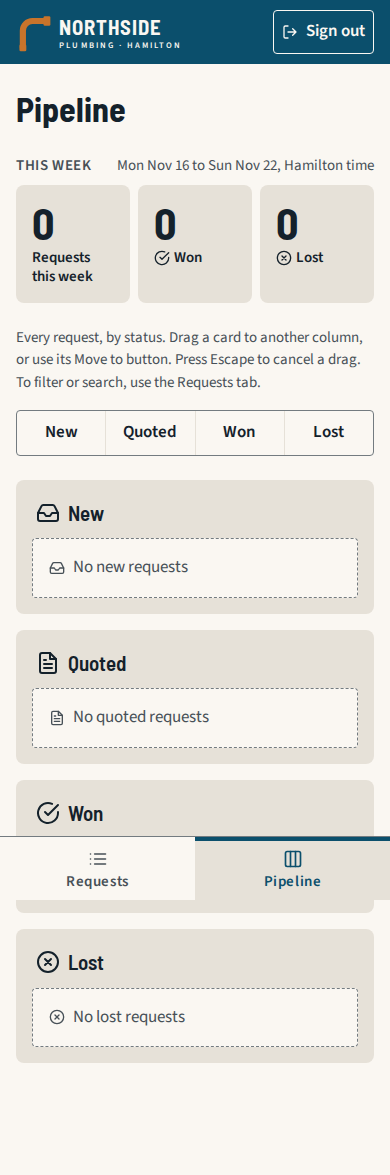 NORTHSIDE
PLUMBING · HAMILTON
Sign out
Pipeline
THIS WEEK
Mon Nov 16 to Sun Nov 22, Hamilton time
0
Requests
this week
0
Won
0
Lost
Every request, by status. Drag a card to another column,
or use its Move to button. Press Escape to cancel a drag.
To filter or search, use the Requests tab.
New
Quoted
Won
Lost
New
No new requests
Quoted
No quoted requests
Won
Requests
Pipeline
Lost
No lost requests